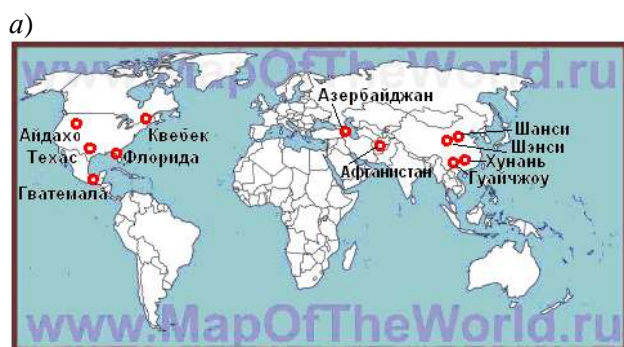 а)
www.MapOfTheWorld.ru
Азербайджан
Айдахо
Квебек
Шанси
Шэнси
Техас
Флорида
Хунань
Афганистан
Гватемала
Гуайчжоу
www.MapOfTheWorld.ru